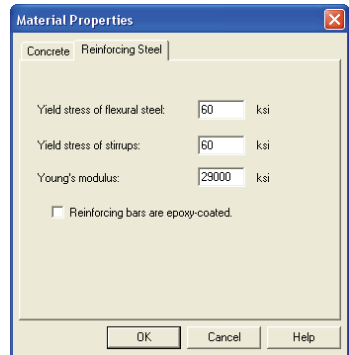 Material Properties
Concrete Reinforcing Steel
Yield stress of flexural steel: 60 ksi
Yield stress of stirrups: 60 ksi
Young's modulus: 29000 ksi
Reinforcing bars are epoxy-coated.
OK Cancel Help